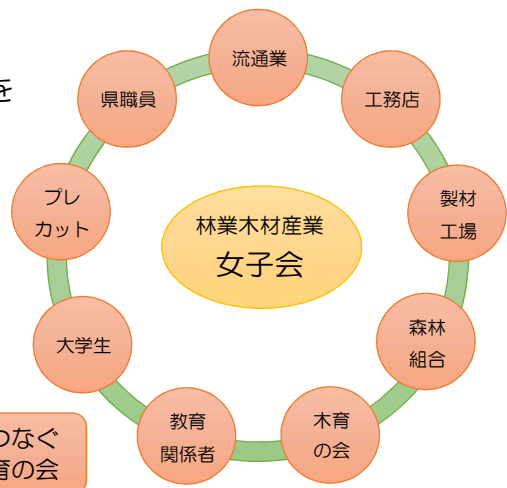 を
流通業
県職員
工務店
プレ
カット
製材
工場
林業木材産業
女子会
大学生
森林
組合
教育
関係者
木育
の会
つなぐ
育の会